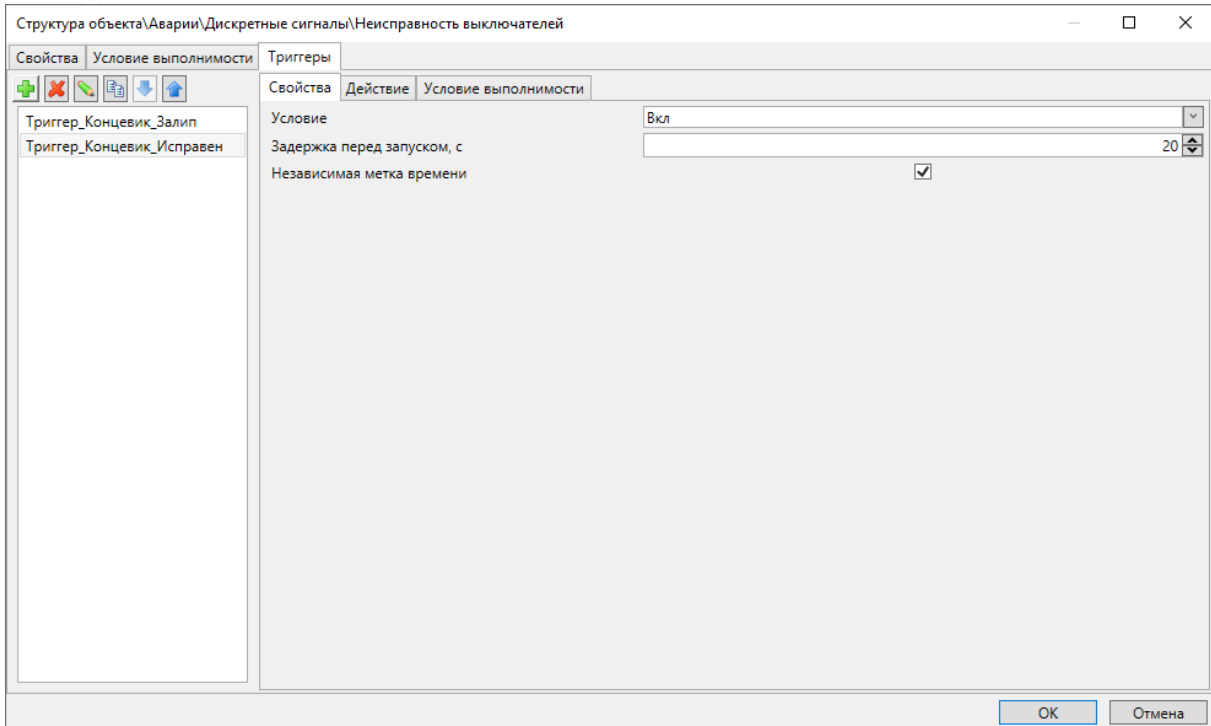 Структура объекта\Аварии\Дискретные сигналы\Неисправность выключателей
Свойства Условие выполнимости Триггеры
Свойства Действие Условие выполнимости
Триггер_Концевик_Залип
Триггер_Концевик_Исправен
Условие Вкл
Задержка перед запуском, с 20
Независимая метка времени
OK Отмена